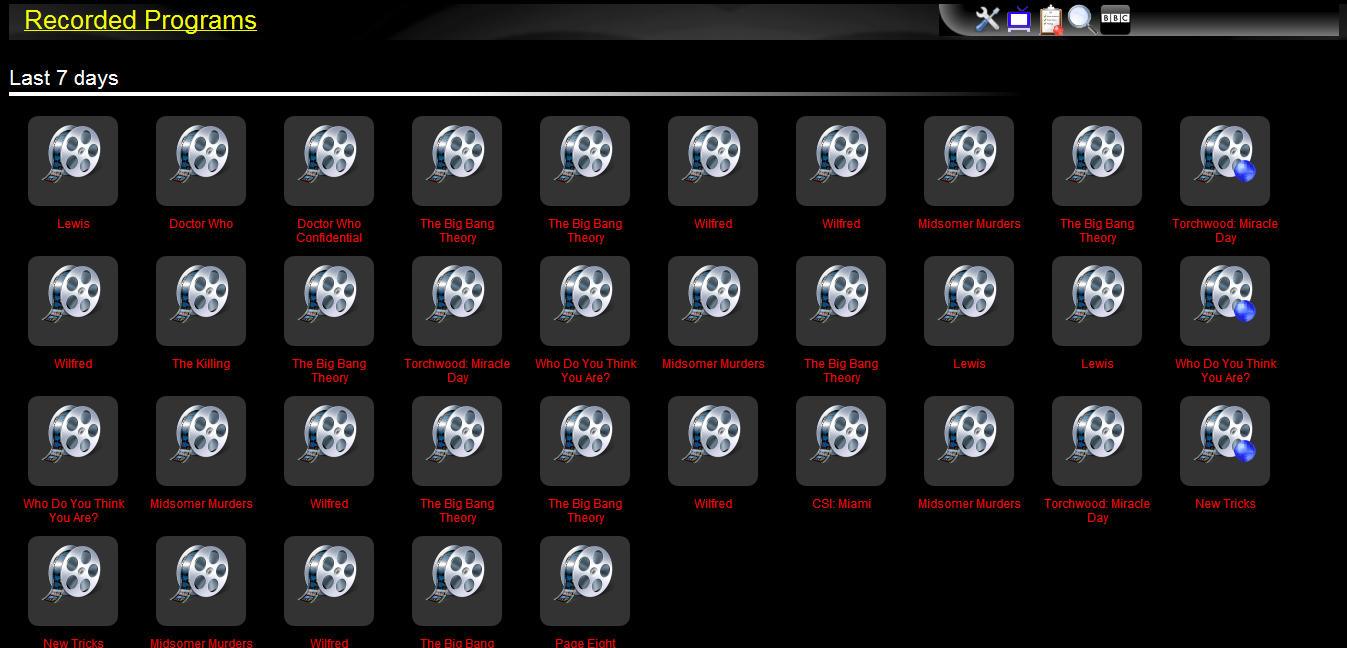 Recorded Programs
BBC
Last 7 days
Lewis
Doctor Who
Doctor Who
Confidential
The Big Bang
Theory
The Big Bang
Theory
Wilfred
Wilfred
Midsomer Murders
The Big Bang
Theory
Torchwood: Miracle
Day
Wilfred
The Killing
The Big Bang
Theory
Torchwood: Miracle
Day
Who Do You Think
You Are?
Midsomer Murders
The Big Bang
Theory
Lewis
Lewis
Who Do You Think
You Are?
Who Do You Think
You Are?
Midsomer Murders
Wilfred
The Big Bang
Theory
The Big Bang
Theory
Wilfred
CSI: Miami
Midsomer Murders
Torchwood: Miracle
Day
New Tricks
New Tricks
Midsomer Murders
Wilfred
The Big Bang
Page Eight